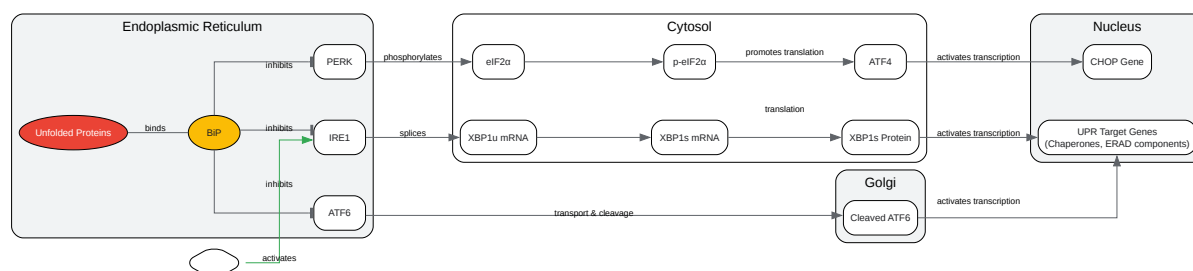 Endoplasmic Reticulum
Cytosol
Nucleus
PERK
phosphorylates
eIF2α
p-eIF2α
promotes translation
ATF4
activates transcription
CHOP Gene
inhibits
Unfolded Proteins
binds
BiP
inhibits
IRE1
splices
XBP1u mRNA
XBP1s mRNA
translation
XBP1s Protein
activates transcription
UPR Target Genes
(Chaperones, ERAD components)
inhibits
ATF6
transport & cleavage
Golgi
Cleaved ATF6
activates transcription
activates